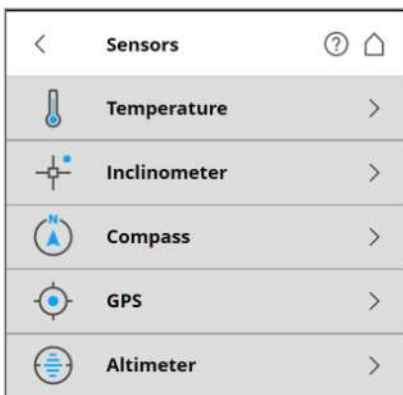 Sensors
Temperature
Inclinometer
N
Compass
GPS
Altimeter